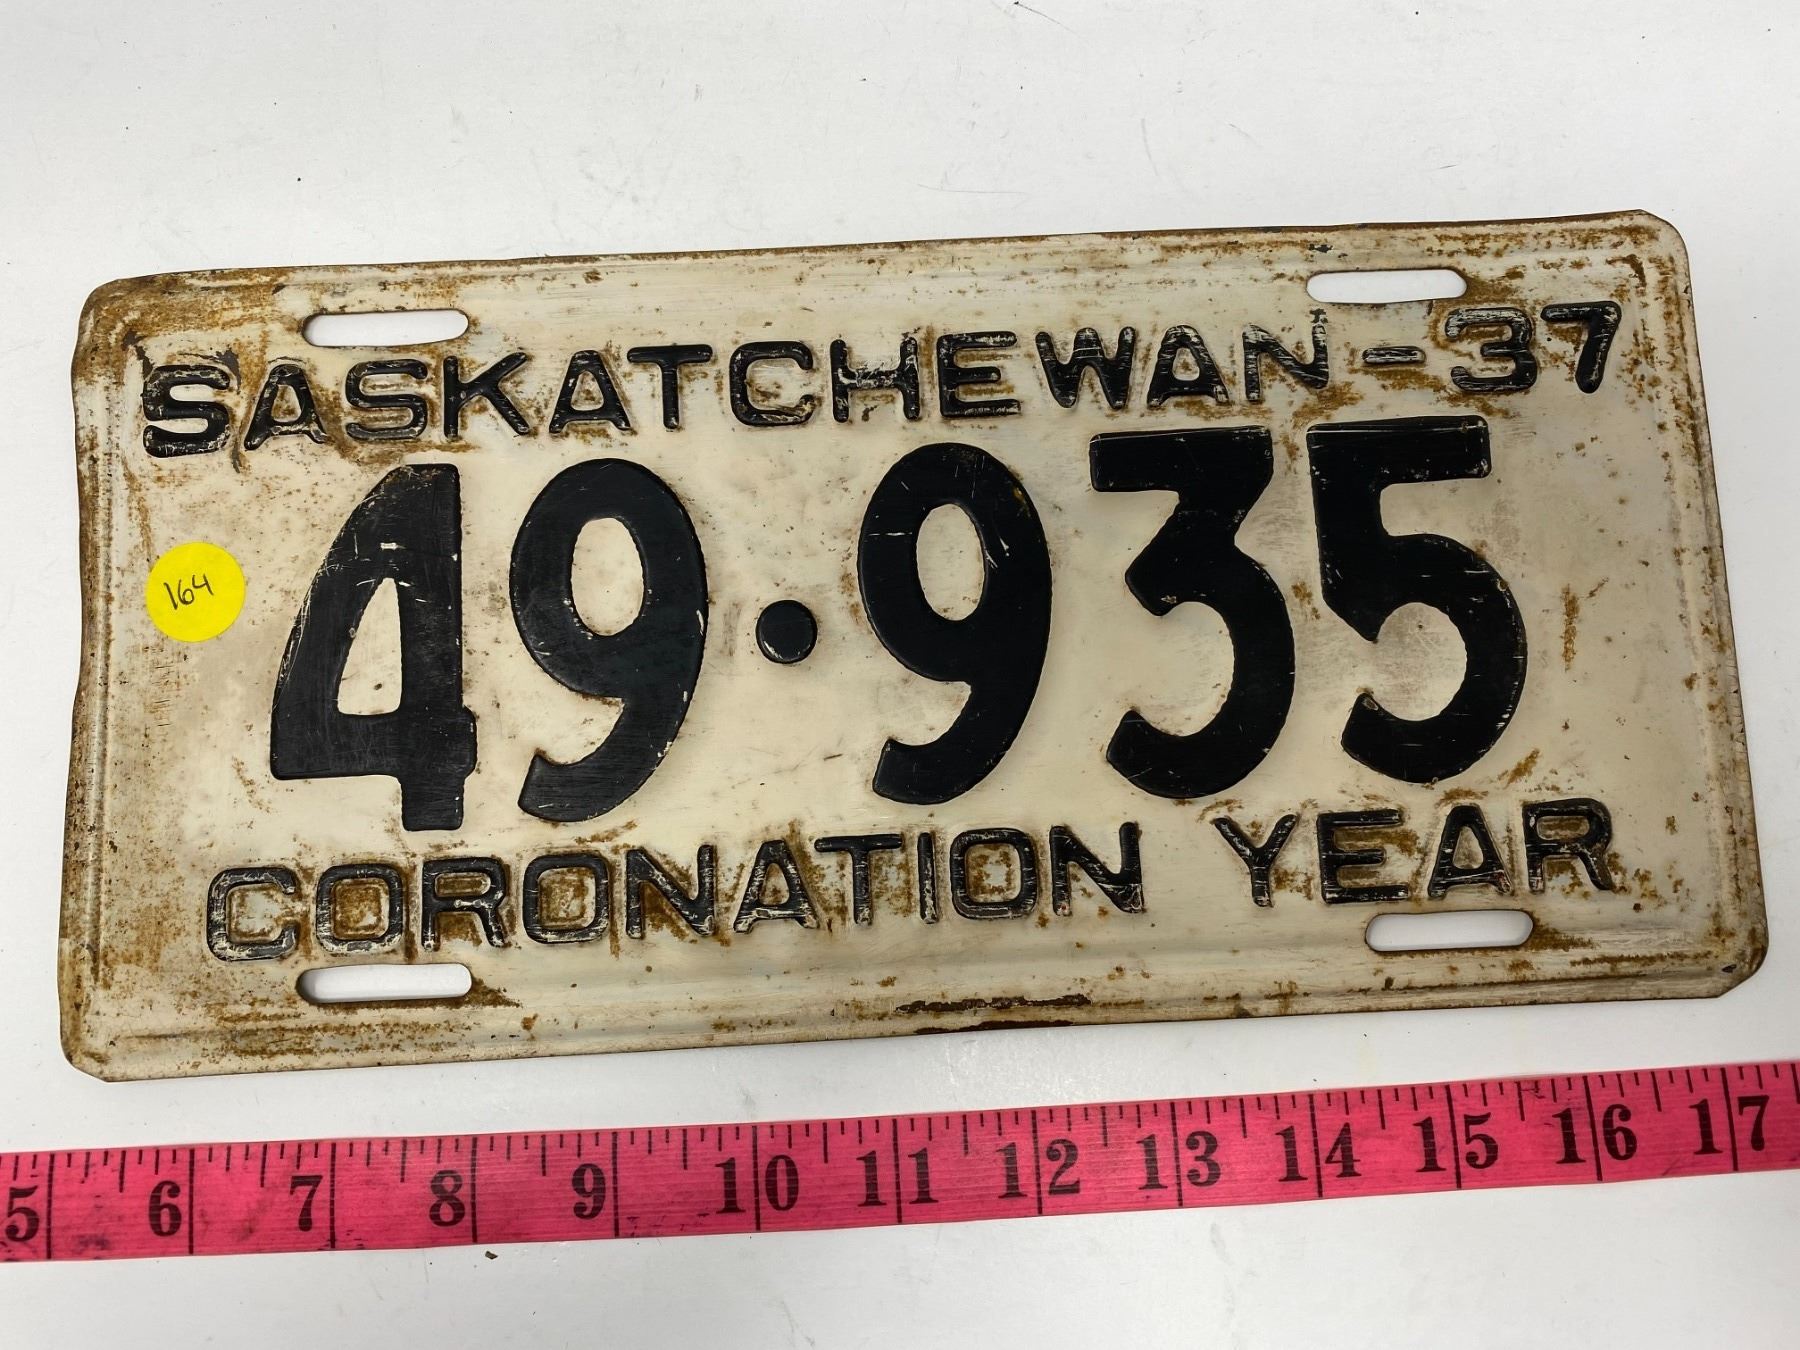 SASKATCHEWAN-37
164
49·935
CORONATION YEAR
5 6 7 8 9 10 11 12 13 14 15 16 17